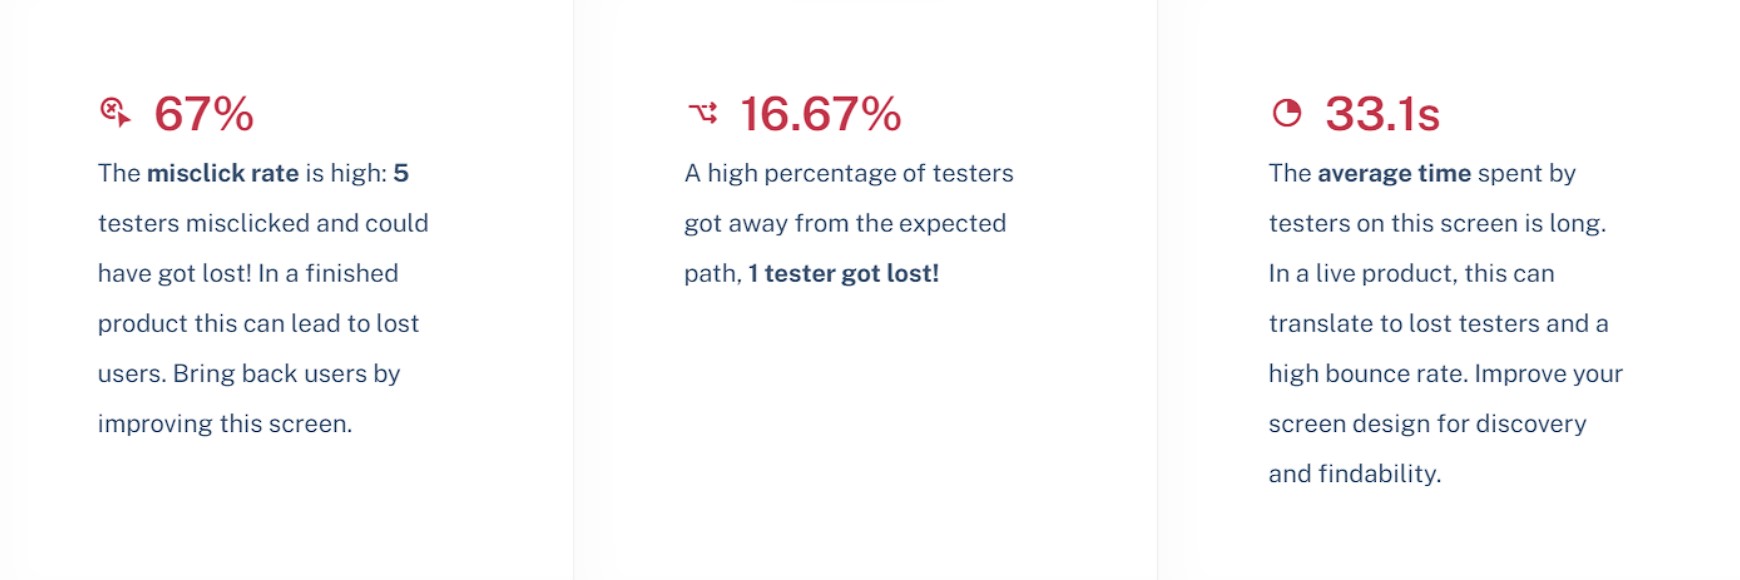 67%
The misclick rate is high: 5
testers misclicked and could
have got lost! In a finished
product this can lead to lost
users. Bring back users by
improving this screen.
16.67%
A high percentage of testers
got away from the expected
path, 1 tester got lost!
33.1s
The average time spent by
testers on this screen is long.
In a live product, this can
translate to lost testers and a
high bounce rate. Improve your
screen design for discovery
and findability.